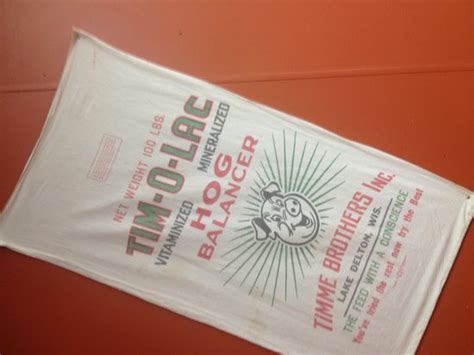 NET WEIGHT 100 LBS.
TIM-O-LAC
VITAMINIZED MINERALIZED
HOG
BALANCER
TIMME BROTHERS INC.
LAKE DELTON, WIS.
THE FEED WITH A CONSCIENCE
You've tried the rest now try the Best